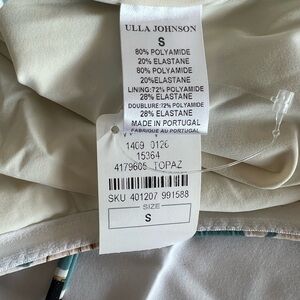 ULLA JOHNSON
S
80% POLYAMIDE
20% ELASTANE
80% POLYAMIDE
20%ELASTANE
LINING:72% POLYAMIDE
28% ELASTANE
DOUBLURE:72% POLYAMIDE
28% ELASTANE
MADE IN PORTUGAL
FABRIQUE AU PORTUGAL
1409 0126
15364
4179605 TOPAZ
SKU 401207 991588
SIZE
S